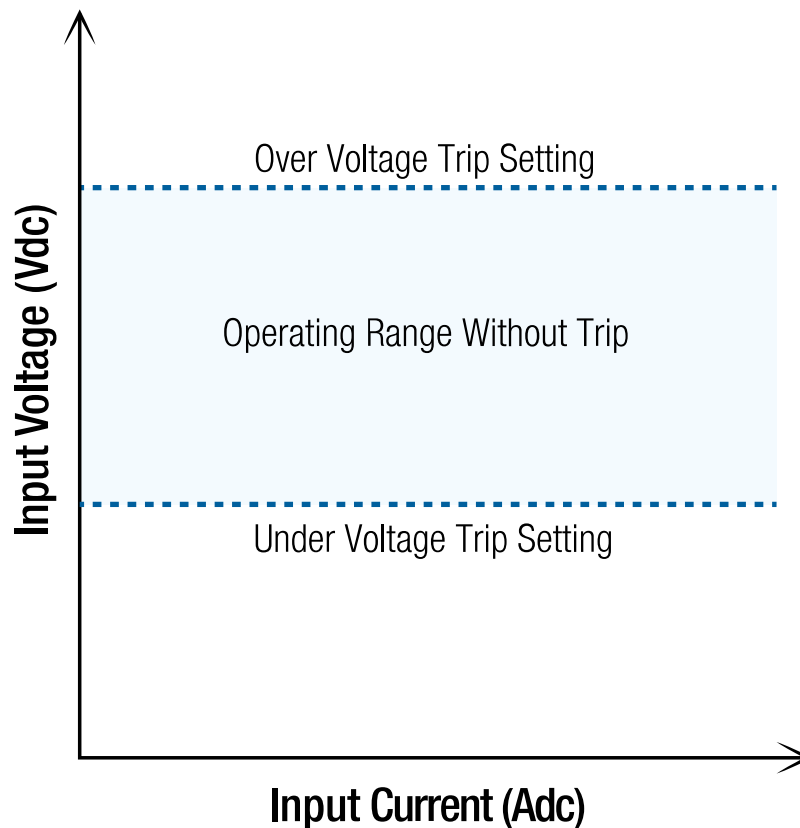 Over Voltage Trip Setting
Input Voltage (Vdc)
Operating Range Without Trip
Under Voltage Trip Setting
Input Current (Adc)